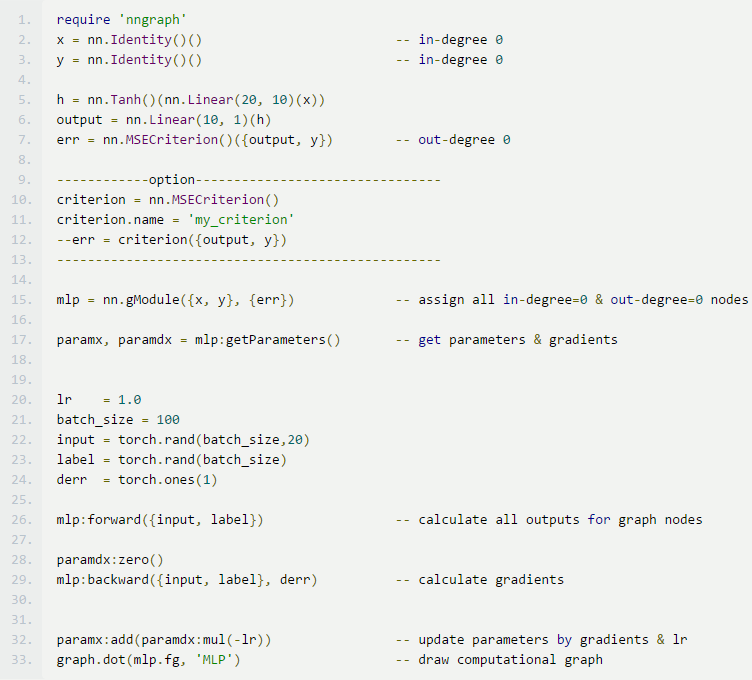 1. require 'nngraph'
2. x = nn.Identity()() -- in-degree 0
3. y = nn.Identity()() -- in-degree 0
4.
5. h = nn.Tanh()(nn.Linear(20, 10)(x))
6. output = nn.Linear(10, 1)(h)
7. err = nn.MSECriterion()({output, y}) -- out-degree 0
8.
9. ------------option--------------------------------
10. criterion = nn.MSECriterion()
11. criterion.name = 'my_criterion'
12. --err = criterion({output, y})
13. --------------------------------------------------
14.
15. mlp = nn.gModule({x, y}, {err}) -- assign all in-degree=0 & out-degree=0 nodes
16.
17. paramx, paramdx = mlp:getParameters() -- get parameters & gradients
18.
19.
20. lr    = 1.0
21. batch_size = 100
22. input = torch.rand(batch_size,20)
23. label = torch.rand(batch_size)
24. derr  = torch.ones(1)
25.
26. mlp:forward({input, label}) -- calculate all outputs for graph nodes
27.
28. paramdx:zero()
29. mlp:backward({input, label}, derr) -- calculate gradients
30.
31.
32. paramx:add(paramdx:mul(-lr)) -- update parameters by gradients & lr
33. graph.dot(mlp.fg, 'MLP') -- draw computational graph